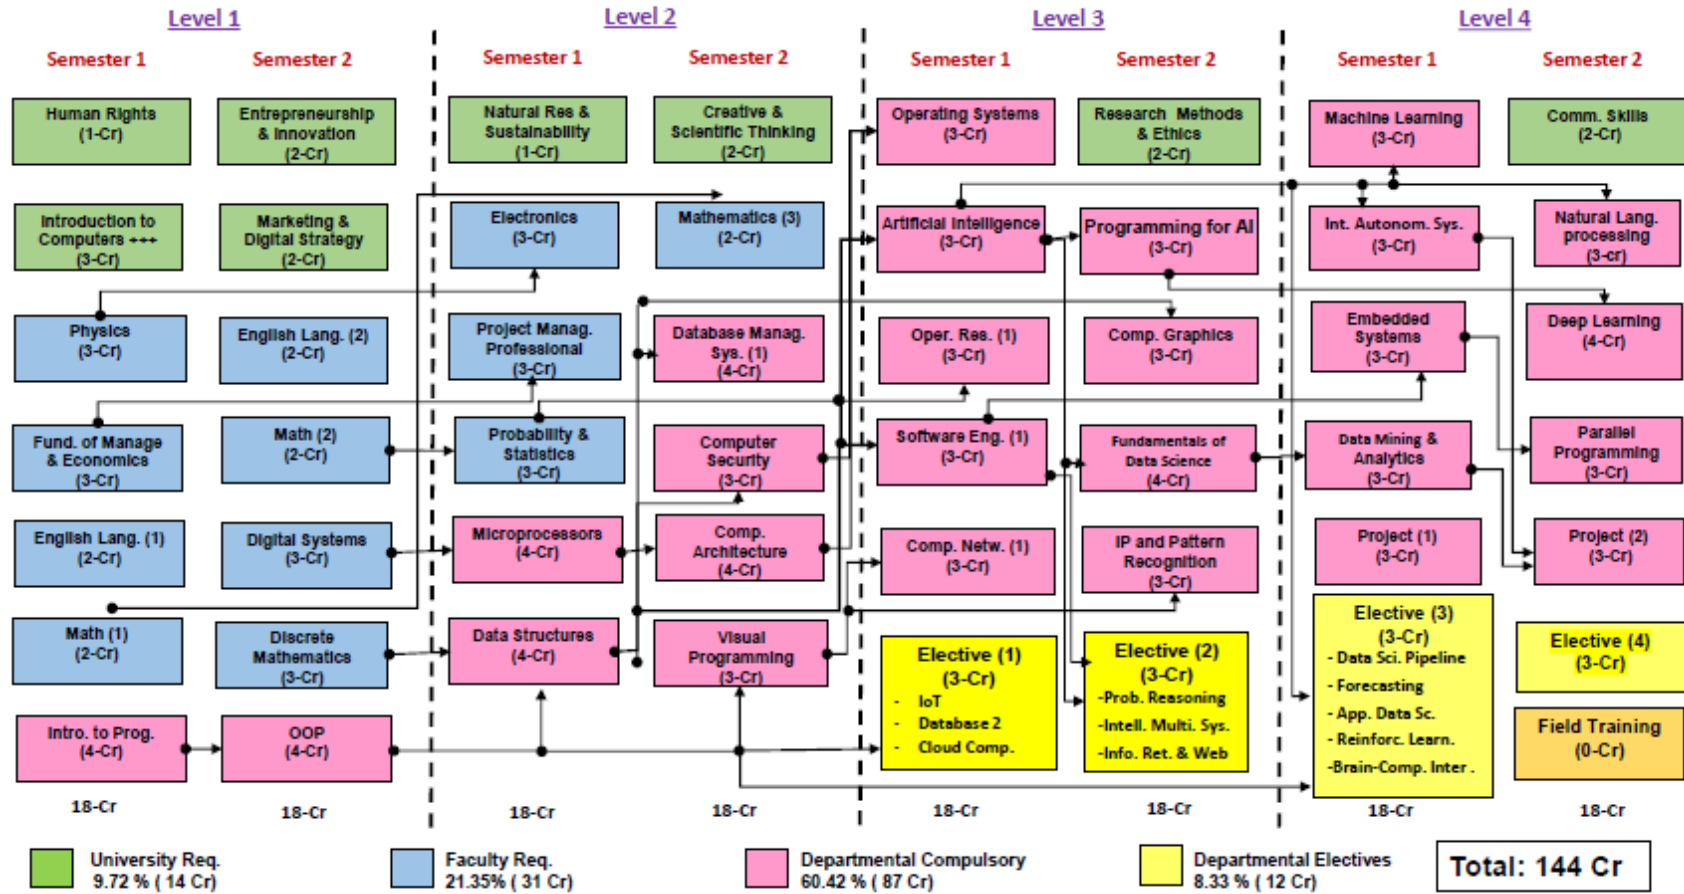 Level 1
Level 2
Level 3
Level 4
Semester 1
Semester 2
Semester 1
Semester 2
Semester 1
Semester 2
Semester 1
Semester 2
Human Rights
(1-Cr)
Entrepreneurship
& Innovation
(2-Cr)
Natural Res &
Sustainability
(1-Cr)
Creative &
Scientific Thinking
(2-Cr)
Operating Systems
(3-Cr)
Research Methods
& Ethics
(2-Cr)
Machine Learning
(3-Cr)
Comm. Skills
(2-Cr)
Introduction to
Computers +++
(3-Cr)
Marketing &
Digital Strategy
(2-Cr)
Electronics
(3-Cr)
Mathematics (3)
(2-Cr)
Artificial Intelligence
(3-Cr)
Programming for AI
(3-Cr)
Int. Autonom. Sys.
(3-Cr)
Natural Lang.
processing
(3-cr)
Physics
(3-Cr)
English Lang. (2)
(2-Cr)
Project Manag.
Professional
(3-Cr)
Database Manag.
Sys. (1)
(4-Cr)
Oper. Res. (1)
(3-Cr)
Comp. Graphics
(3-Cr)
Embedded
Systems
(3-Cr)
Deep Learning
(4-Cr)
Fund. of Manage
& Economics
(3-Cr)
Math (2)
(2-Cr)
Probability &
Statistics
(3-Cr)
Computer
Security
(3-Cr)
Software Eng. (1)
(3-Cr)
Fundamentals of
Data Science
(4-Cr)
Data Mining &
Analytics
(3-Cr)
Parallel
Programming
(3-Cr)
English Lang. (1)
(2-Cr)
Digital Systems
(3-Cr)
Microprocessors
(4-Cr)
Comp.
Architecture
(4-Cr)
Comp. Netw. (1)
(3-Cr)
IP and Pattern
Recognition
(3-Cr)
Project (1)
(3-Cr)
Project (2)
(3-Cr)
Math (1)
(2-Cr)
Discrete
Mathematics
(3-Cr)
Data Structures
(4-Cr)
Visual
Programming
(3-Cr)
Elective (1)
(3-Cr)
- IoT
- Database 2
- Cloud Comp.
Elective (2)
(3-Cr)
-Prob. Reasoning
-Intell. Multi. Sys.
-Info. Ret. & Web
Elective (3)
(3-Cr)
- Data Sci. Pipeline
- Forecasting
- App. Data Sc.
- Reinforc. Learn.
-Brain-Comp. Inter .
Elective (4)
(3-Cr)
Intro. to Prog.
(4-Cr)
OOP
(4-Cr)
Field Training
(0-Cr)
18-Cr
18-Cr
18-Cr
18-Cr
18-Cr
18-Cr
18-Cr
18-Cr
University Req.
9.72 % ( 14 Cr)
Faculty Req.
21.35% ( 31 Cr)
Departmental Compulsory
60.42 % ( 87 Cr)
Departmental Electives
8.33 % ( 12 Cr)
Total: 144 Cr